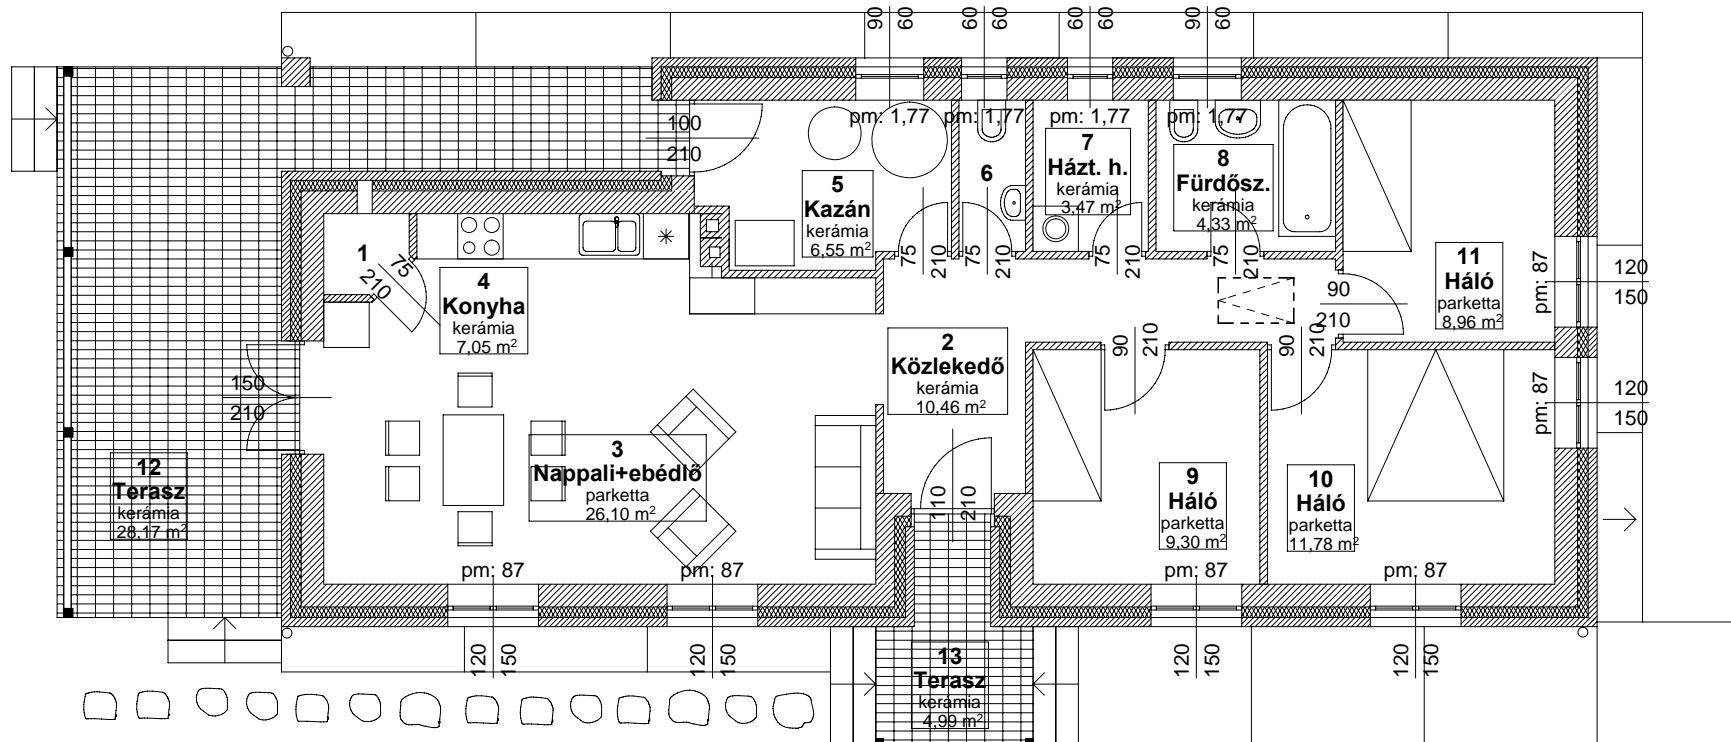 90
60
60
60
60
60
90
60
pm: 1,77
pm: 1,77
pm: 1,77
pm: 1,77
100
210
5
Kazán
kerámia
6,55 m²
6
7
Házt. h.
kerámia
3,47 m²
8
Fürdősz.
kerámia
4,33 m²
75
210
75
210
75
210
75
210
1
75
210
4
Konyha
kerámia
7,05 m²
11
Háló
parketta
8,96 m²
90
210
pm: 87
120
150
2
Közlekedő
kerámia
10,46 m²
90
210
90
210
150
210
pm: 87
120
150
3
Nappali+ebédlő
parketta
26,10 m²
12
Terasz
kerámia
28,17 m²
9
Háló
parketta
9,30 m²
10
Háló
parketta
11,78 m²
110
210
pm: 87
pm: 87
pm: 87
pm: 87
120
150
120
150
120
150
120
150
13
Terasz
kerámia
4,99 m²